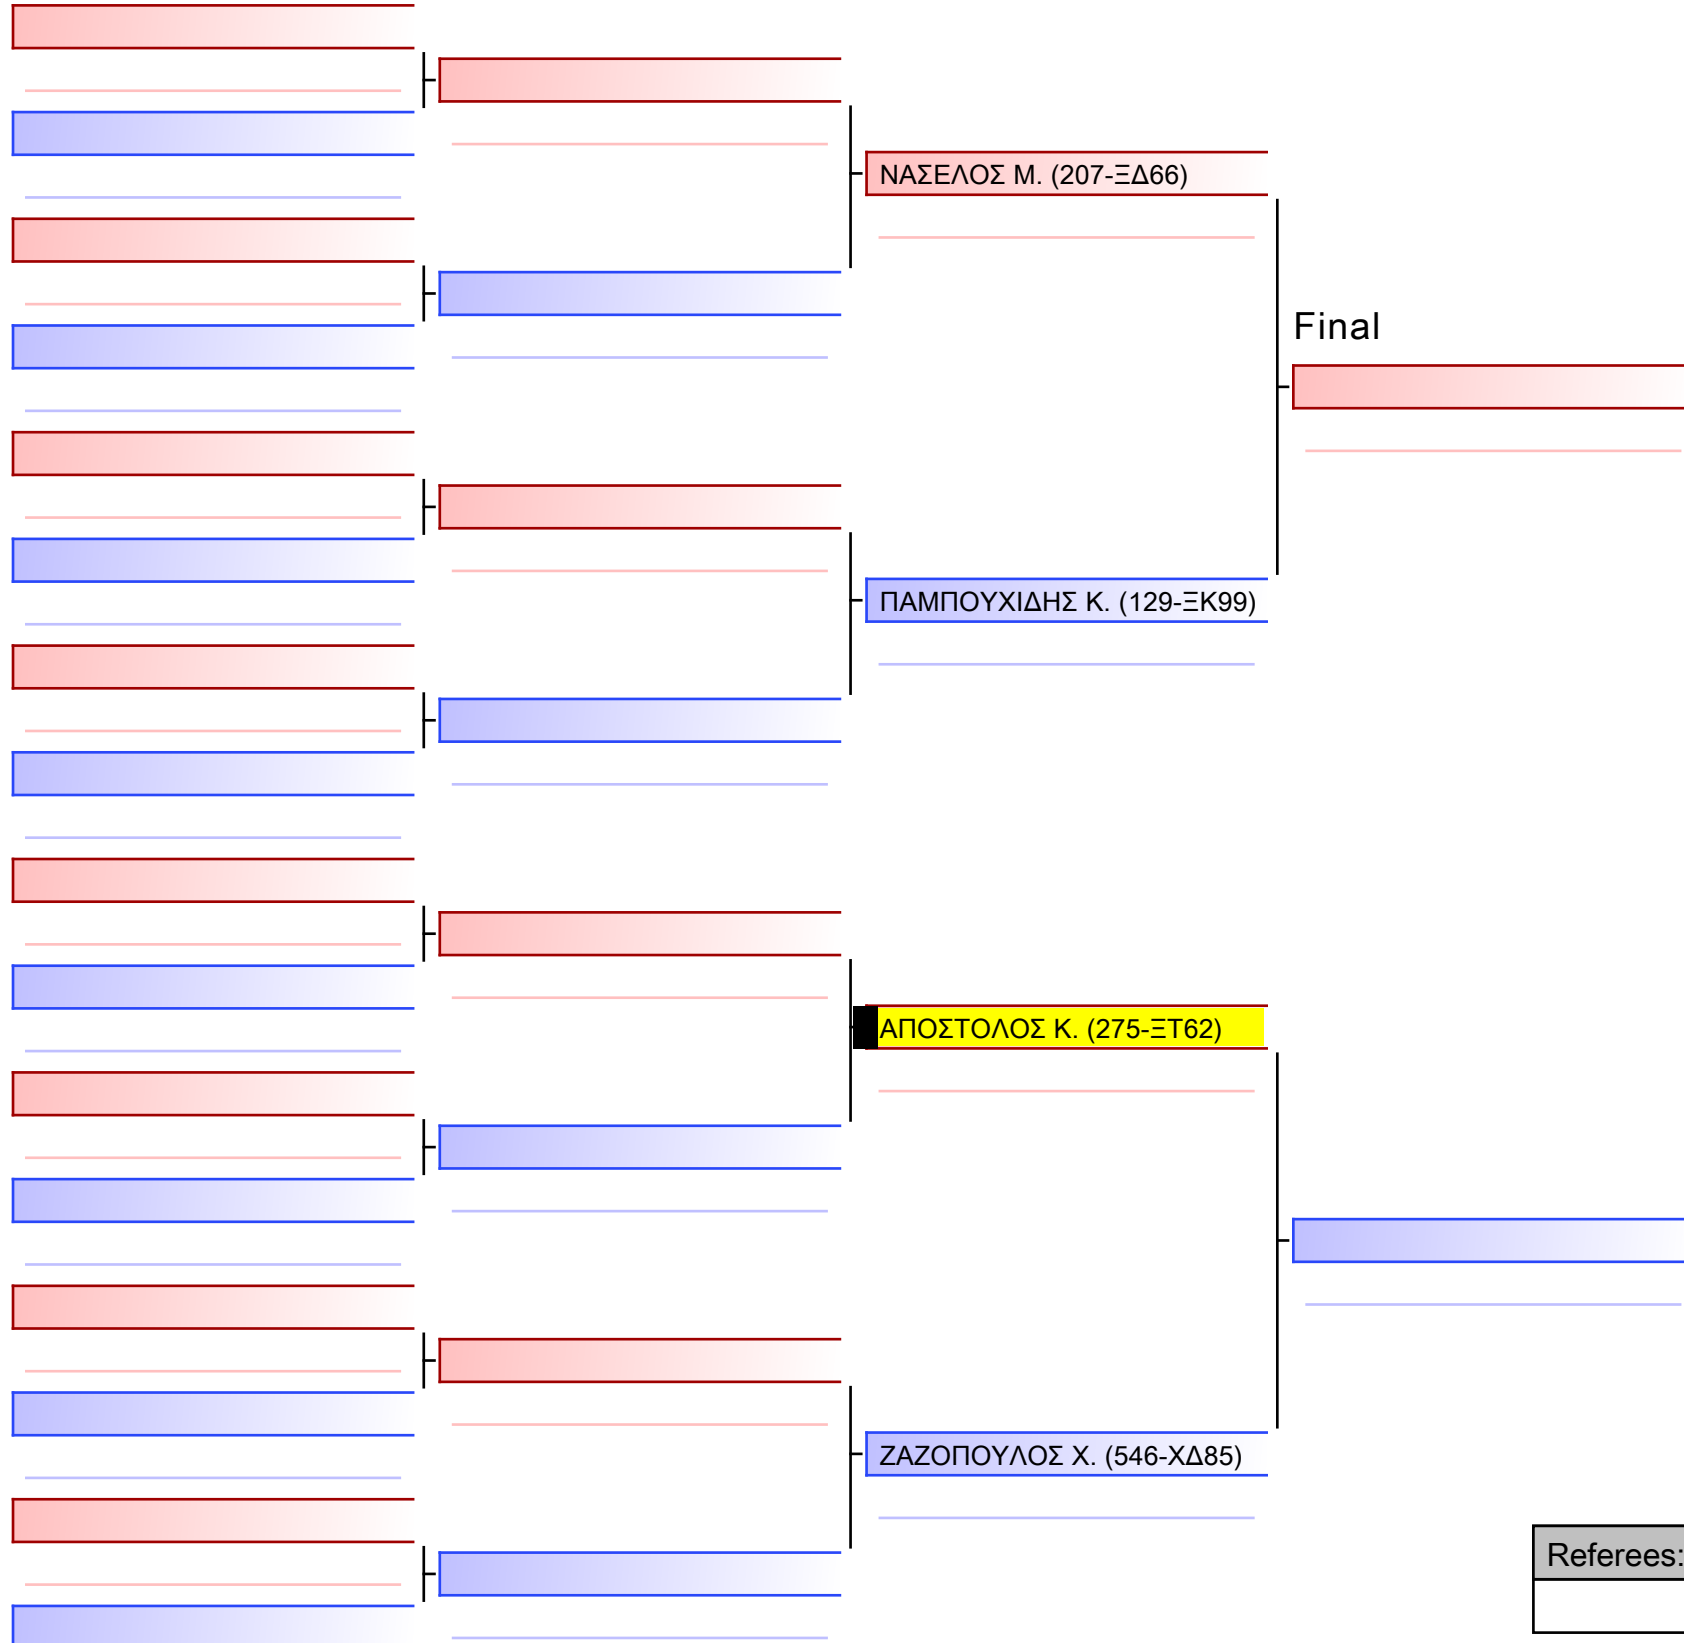 ΝΑΣΕΛΟΣ Μ. (207-ΞΔ66)
Final
ΠΑΜΠΟΥΧΙΔΗΣ Κ. (129-ΞΚ99)
ΑΠΟΣΤΟΛΟΣ Κ. (275-ΞΤ62)
ΖΑΖΟΠΟΥΛΟΣ Χ. (546-ΧΔ85)
Referees: